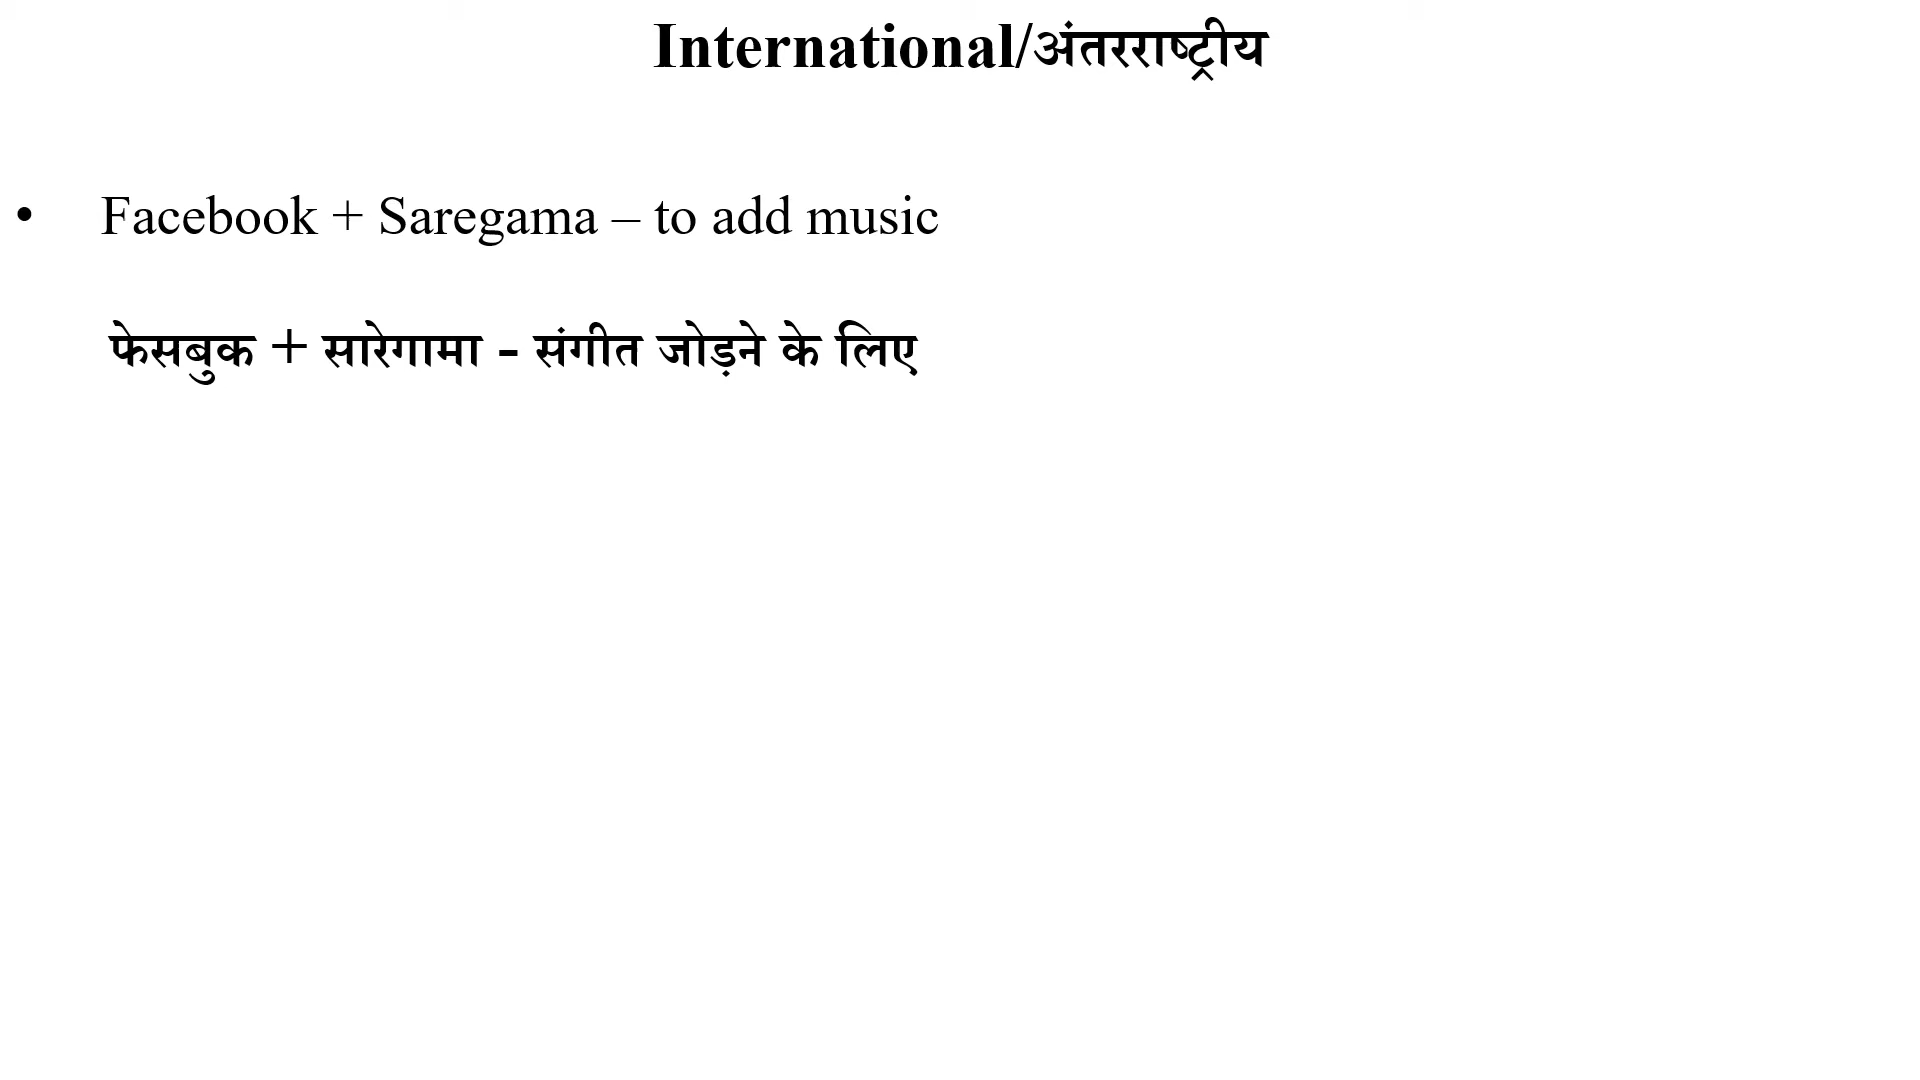 International/अंतरराष्ट्रीय
• Facebook + Saregama – to add music
फेसबुक + सारेगामा - संगीत जोड़ने के लिए